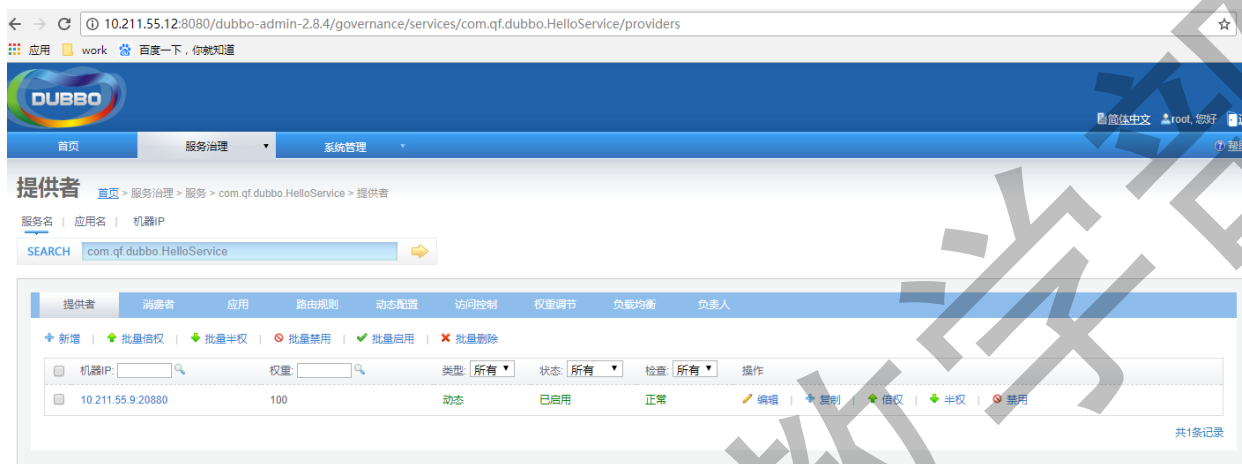 10.211.55.12:8080/dubbo-admin-2.8.4/governance/services/com.qf.dubbo.HelloService/providers
应用 work 百度一下，你就知道
DUBBO
简体中文 root, 您好
首页 服务治理 系统管理
提供者 首页 > 服务治理 > 服务 > com.qf.dubbo.HelloService > 提供者
服务名 | 应用名 | 机器IP
SEARCH com.qf.dubbo.HelloService
提供者 消费者 应用 路由规则 动态配置 访问控制 权重调节 负载均衡 负责人
新增 | 批量倍权 | 批量半权 | 批量禁用 | 批量启用 | 批量删除
机器IP: 权重: 类型: 所有 状态: 所有 检查: 所有 操作
10.211.55.9:20880 100 动态 已启用 正常 编辑 | 复制 | 倍权 | 半权 | 禁用
共1条记录